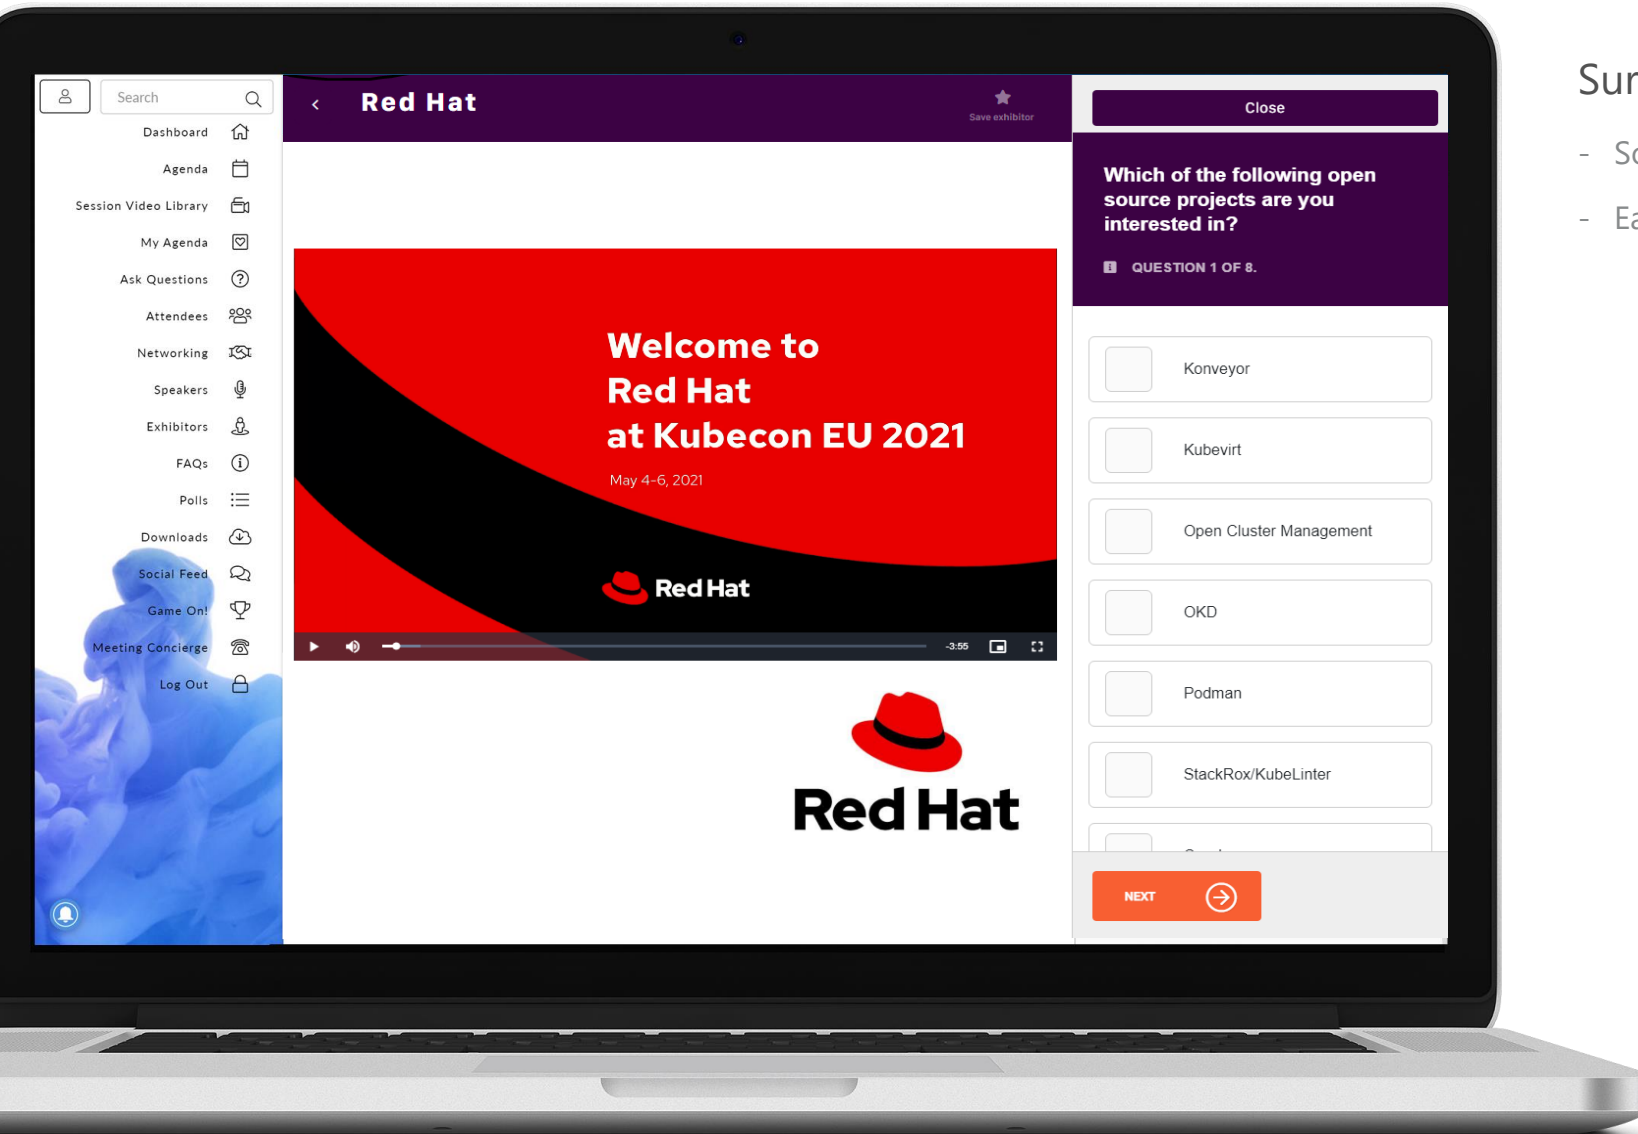 Search
Dashboard
Agenda
Session Video Library
My Agenda
Ask Questions
Attendees
Networking
Speakers
Exhibitors
FAQs
Polls
Downloads
Social Feed
Game On!
Meeting Concierge
Log Out
Red Hat
Save exhibitor
Welcome to
Red Hat
at Kubecon EU 2021
May 4-6, 2021
Red Hat
-3:55
Red Hat
Close
Which of the following open
source projects are you
interested in?
QUESTION 1 OF 8.
Konveyor
Kubevirt
Open Cluster Management
OKD
Podman
StackRox/KubeLinter
NEXT